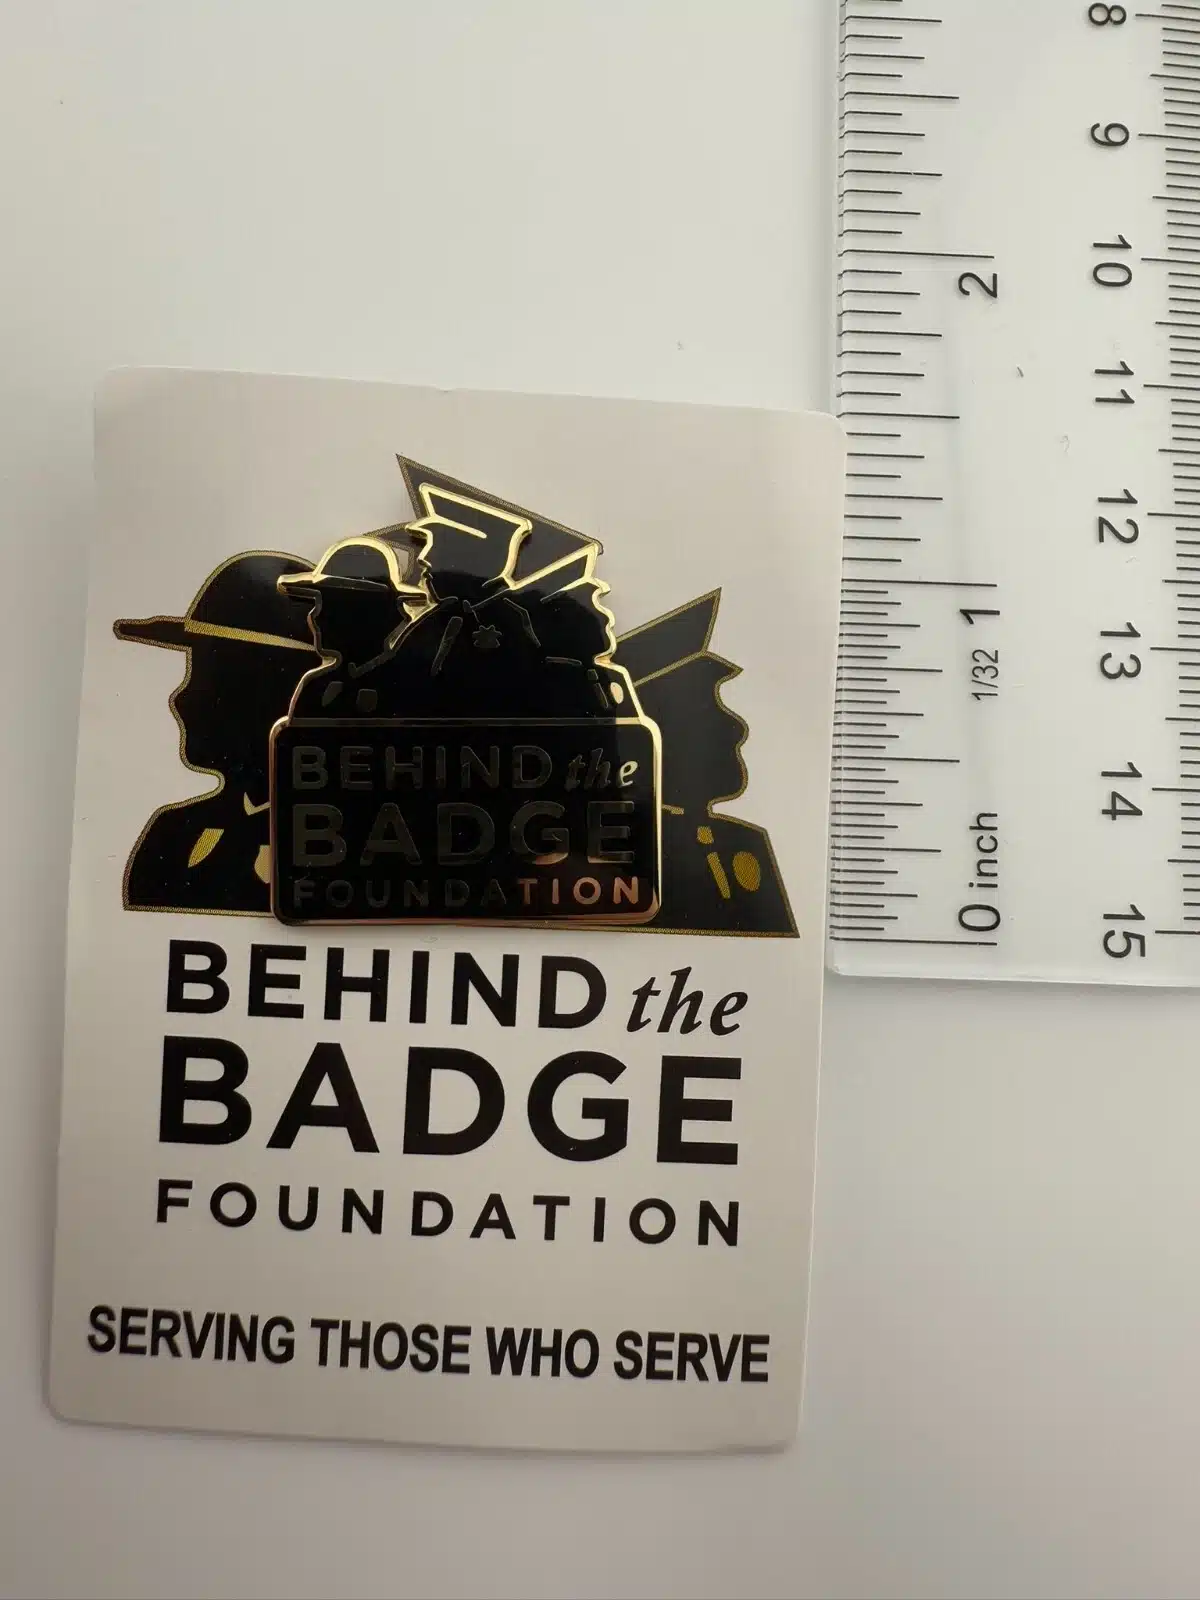 BEHIND the
BADGE
FOUNDATION
BEHIND the
BADGE
FOUNDATION
SERVING THOSE WHO SERVE
8
9
10
11
12
13
14
15
2
1
1/32
0 inch